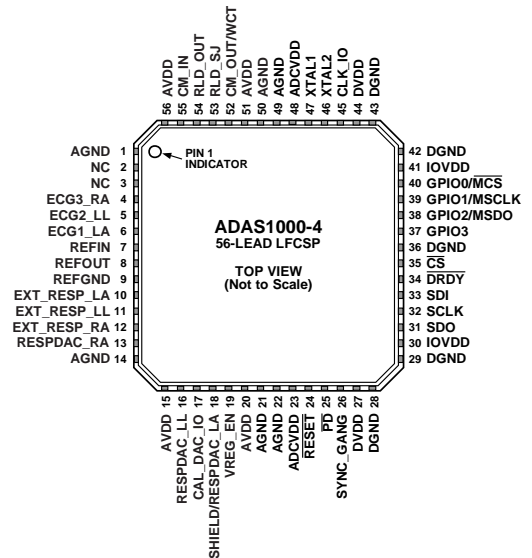 56 AVDD
55 CM_IN
54 RLD_OUT
53 RLD_SJ
52 CM_OUT/WCT
51 AVDD
50 AGND
49 AGND
48 ADCVDD
47 XTAL1
46 XTAL2
45 CLK_IO
44 DVDD
43 DGND
AGND 1
NC 2
NC 3
ECG3_RA 4
ECG2_LL 5
ECG1_LA 6
REFIN 7
REFOUT 8
REFGND 9
EXT_RESP_LA 10
EXT_RESP_LL 11
EXT_RESP_RA 12
RESPDAC_RA 13
AGND 14
PIN 1
INDICATOR
ADAS1000-4
56-LEAD LFCSP
TOP VIEW
(Not to Scale)
42 DGND
41 IOVDD
40 GPIO0/MCS
39 GPIO1/MSCLK
38 GPIO2/MSDO
37 GPIO3
36 DGND
35 CS
34 DRDY
33 SDI
32 SCLK
31 SDO
30 IOVDD
29 DGND
AVDD 15
RESPDAC_LL 16
CAL_DAC_IO 17
SHIELD/RESPDAC_LA 18
VREG_EN 19
AVDD 20
AGND 21
AGND 22
ADCVDD 23
RESET 24
PD 25
SYNC_GANG 26
DVDD 27
DGND 28